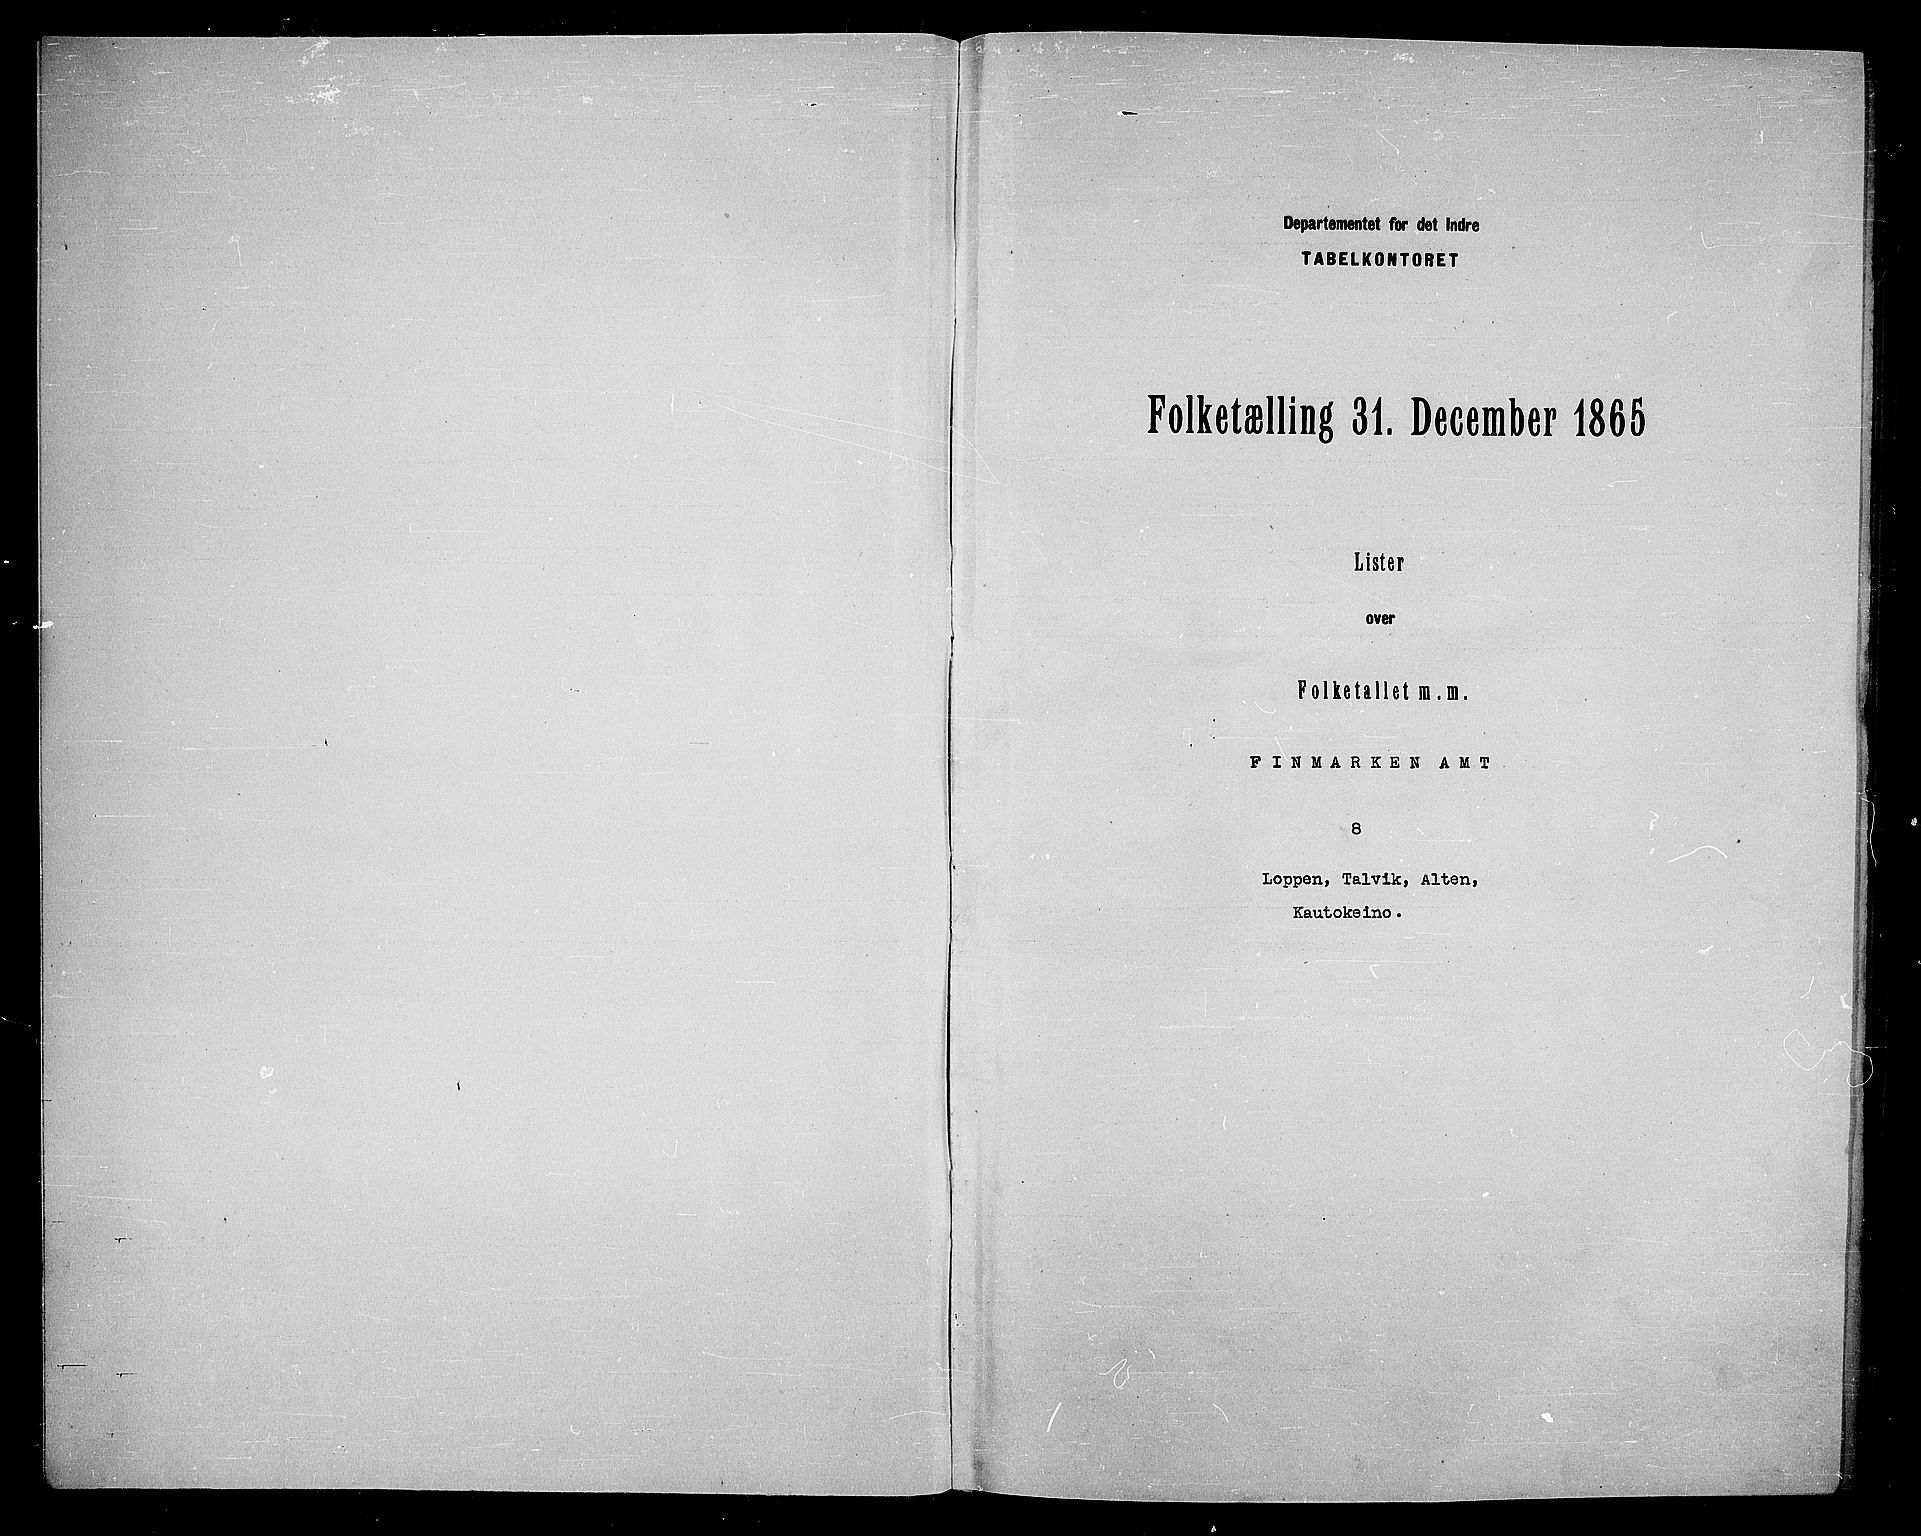 Departementet for det Indre
TABELKONTORET
Folketælling 31. December 1865
Lister
over
Folketallet m.m.
FINMARKEN AMT
8
Loppen, Talvik, Alten,
Kautokeino.